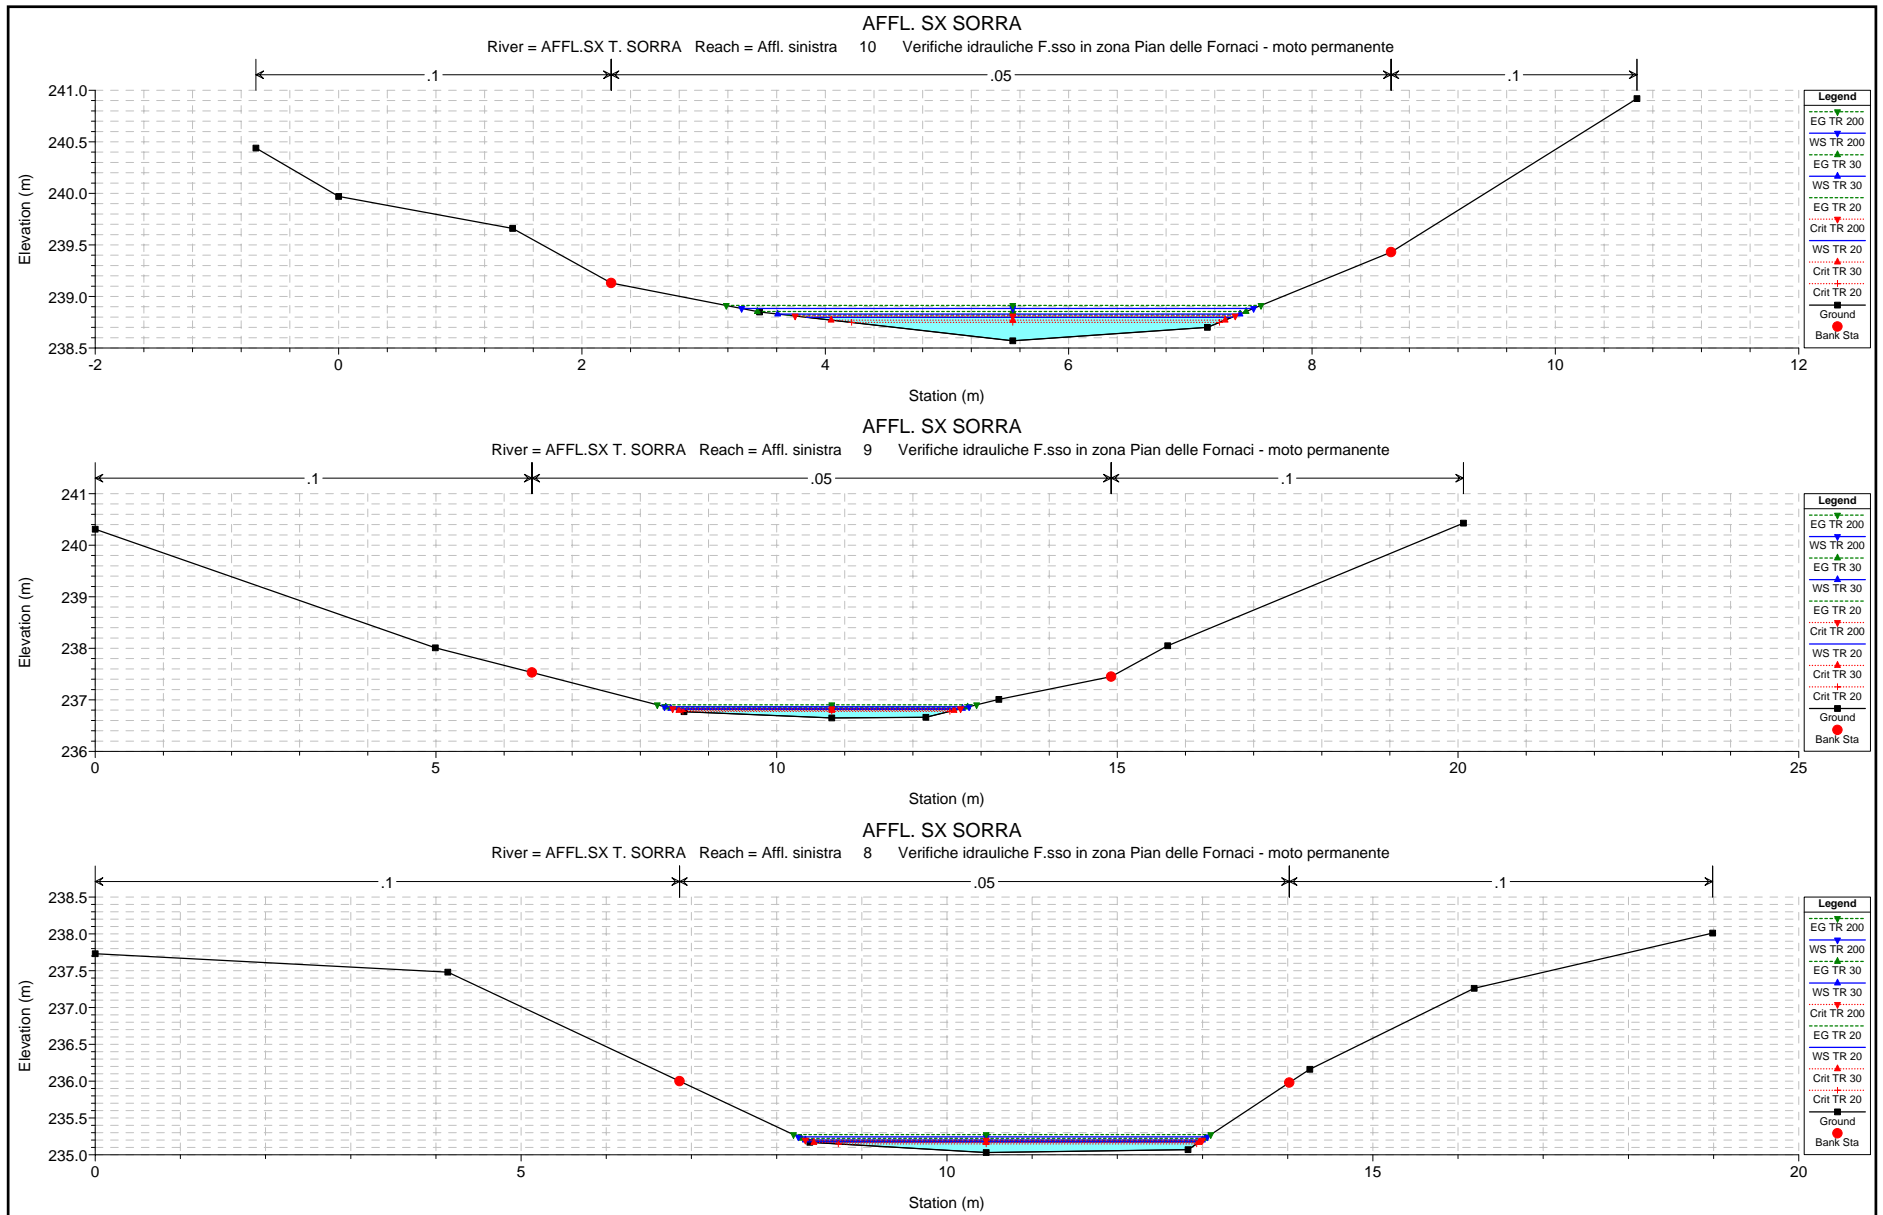 AFFL. SX SORRA
River = AFFL.SX T. SORRA Reach = Affl. sinistra 10 Verifiche idrauliche F.sso in zona Pian delle Fornaci - moto permanente
.1 .05 .1
241.0
240.5
240.0
239.5
239.0
238.5
Elevation (m)
-2 0 2 4 6 8 10 12
Station (m)
Legend
EG TR 200
WS TR 200
EG TR 30
WS TR 30
EG TR 20
Crit TR 200
WS TR 20
Crit TR 30
Crit TR 20
Ground
Bank Sta
AFFL. SX SORRA
River = AFFL.SX T. SORRA Reach = Affl. sinistra 9 Verifiche idrauliche F.sso in zona Pian delle Fornaci - moto permanente
.1 .05 .1
241
240
239
238
237
236
Elevation (m)
0 5 10 15 20 25
Station (m)
Legend
EG TR 200
WS TR 200
EG TR 30
WS TR 30
EG TR 20
Crit TR 200
WS TR 20
Crit TR 30
Crit TR 20
Ground
Bank Sta
AFFL. SX SORRA
River = AFFL.SX T. SORRA Reach = Affl. sinistra 8 Verifiche idrauliche F.sso in zona Pian delle Fornaci - moto permanente
.1 .05 .1
238.5
238.0
237.5
237.0
236.5
236.0
235.5
235.0
Elevation (m)
0 5 10 15 20
Station (m)
Legend
EG TR 200
WS TR 200
EG TR 30
WS TR 30
Crit TR 200
EG TR 20
WS TR 20
Crit TR 30
Crit TR 20
Ground
Bank Sta